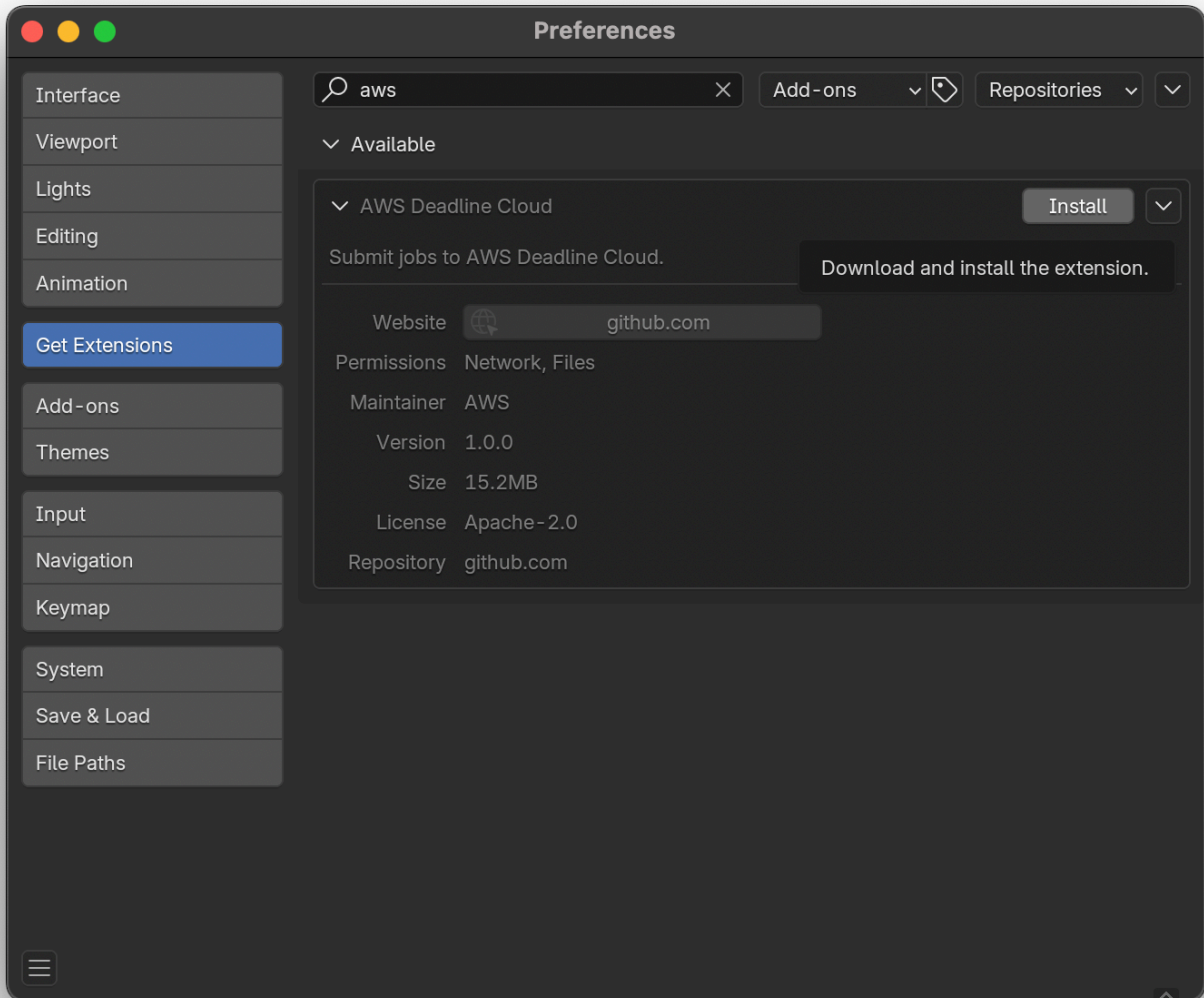 Preferences
Interface
Viewport
Lights
Editing
Animation
Get Extensions
Add-ons
Themes
Input
Navigation
Keymap
System
Save & Load
File Paths
aws
Add-ons
Repositories
Available
AWS Deadline Cloud
Install
Submit jobs to AWS Deadline Cloud.
Download and install the extension.
Website github.com
Permissions Network, Files
Maintainer AWS
Version 1.0.0
Size 15.2MB
License Apache-2.0
Repository github.com